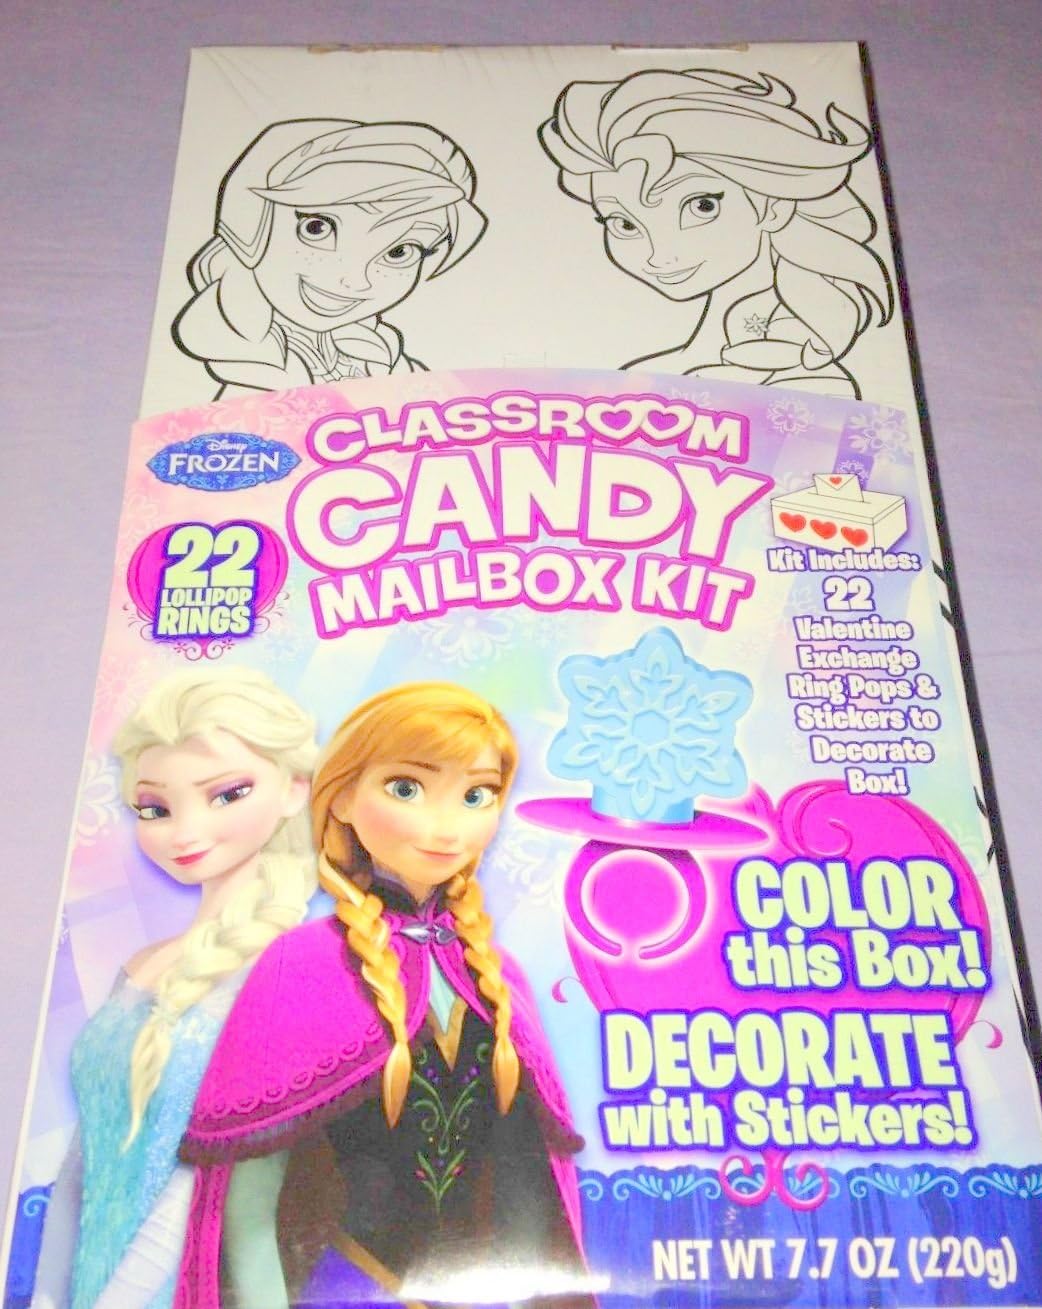 CLASSROOM
CANDY
MAILBOX KIT
Disney
FROZEN
22
LOLLIPOP
RINGS
Kit Includes:
22
Valentine
Exchange
Ring Pops &
Stickers to
Decorate
Box!
COLOR
this Box!
DECORATE
with Stickers!
NET WT 7.7 OZ (220g)